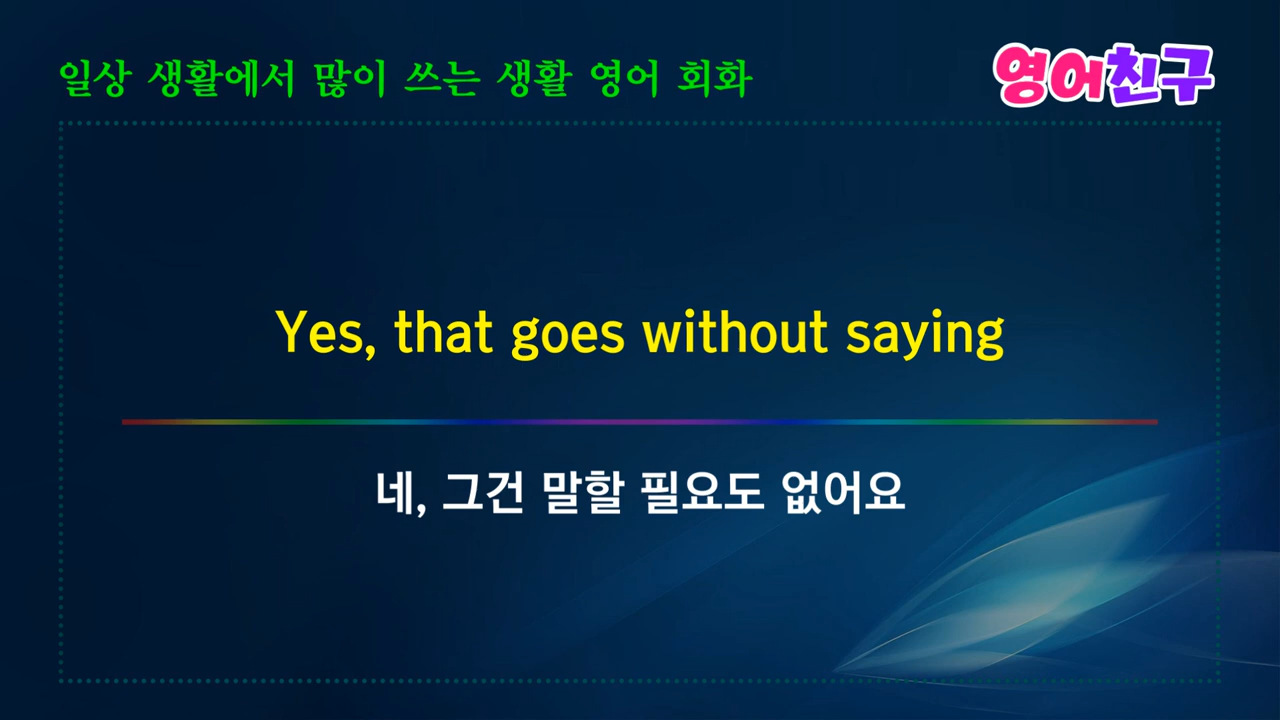 일상 생활에서 많이 쓰는 생활 영어 회화
영어친구
Yes, that goes without saying
네, 그건 말할 필요도 없어요